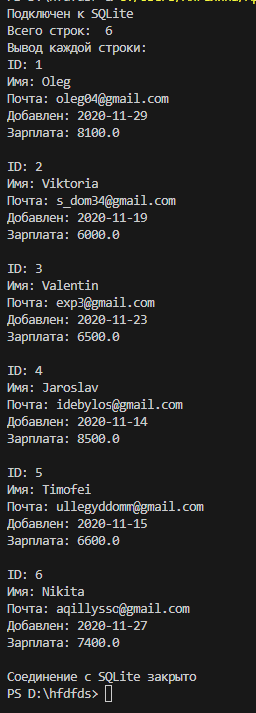 Подключен к SQLite
Всего строк:  6
Вывод каждой строки:
ID: 1
Имя: Oleg
Почта: oleg04@gmail.com
Добавлен: 2020-11-29
Зарплата: 8100.0
ID: 2
Имя: Viktoria
Почта: s_dom34@gmail.com
Добавлен: 2020-11-19
Зарплата: 6000.0
ID: 3
Имя: Valentin
Почта: exp3@gmail.com
Добавлен: 2020-11-23
Зарплата: 6500.0
ID: 4
Имя: Jaroslav
Почта: idebylos@gmail.com
Добавлен: 2020-11-14
Зарплата: 8500.0
ID: 5
Имя: Timofei
Почта: ullegyddomm@gmail.com
Добавлен: 2020-11-15
Зарплата: 6600.0
ID: 6
Имя: Nikita
Почта: aqillysso@gmail.com
Добавлен: 2020-11-27
Зарплата: 7400.0
Соединение с SQLite закрыто
PS D:\hfdfds>